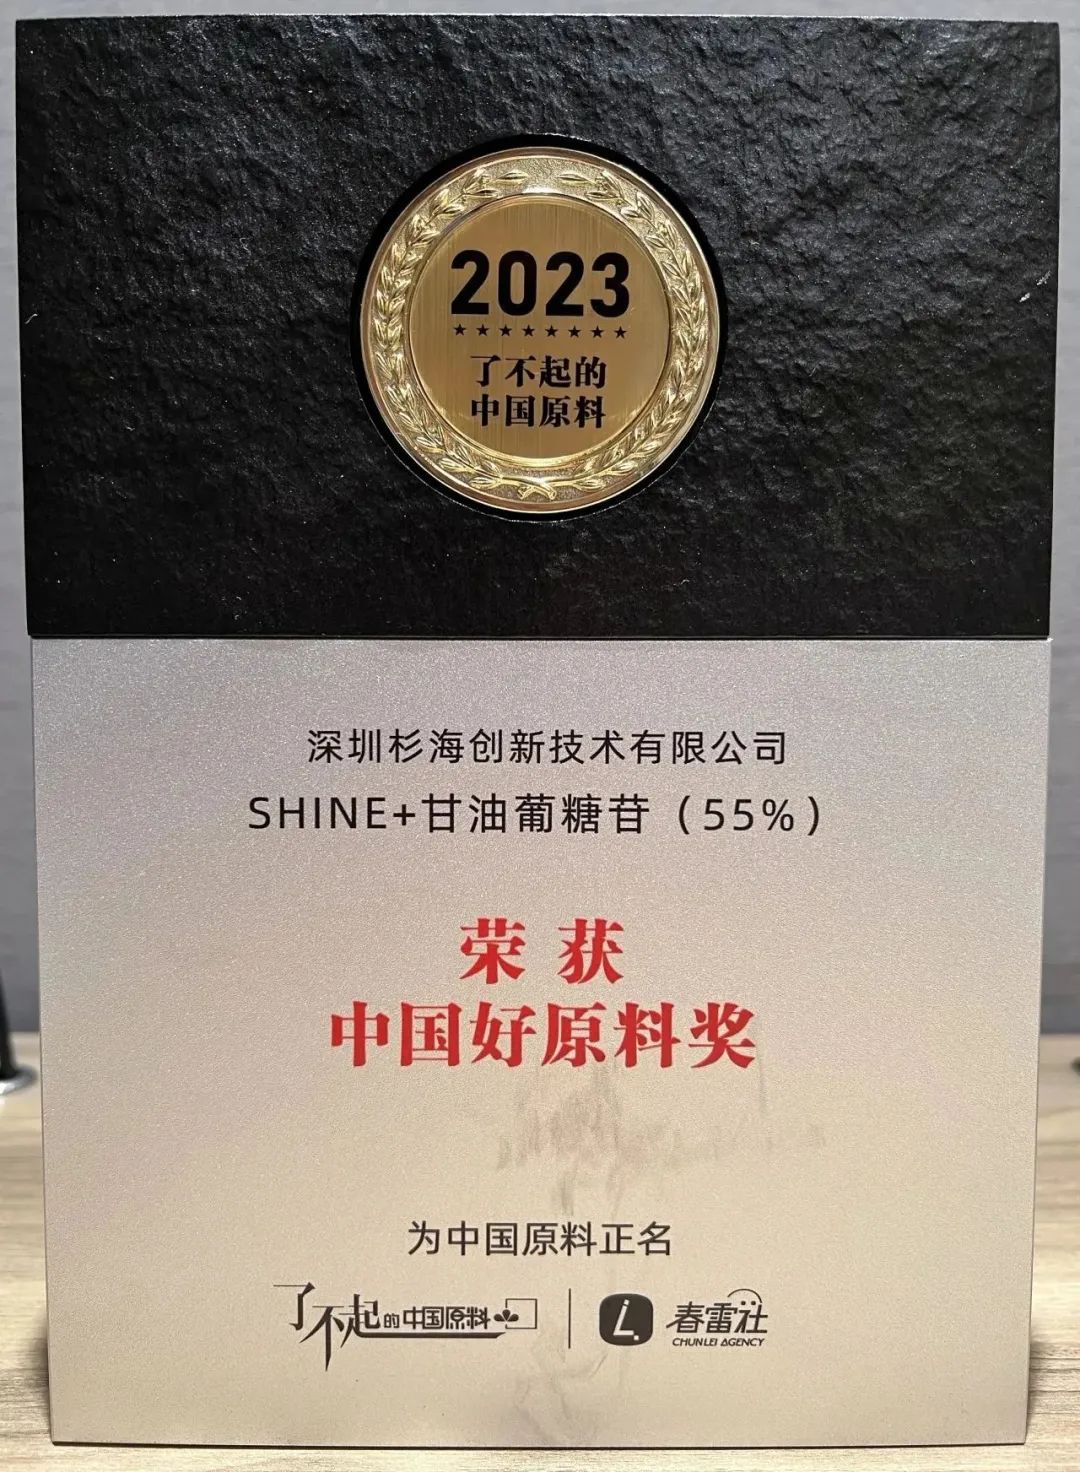 2023
★★★★★★★★
了不起的
中国原料
深圳杉海创新技术有限公司
SHINE+甘油葡糖苷（55%）
荣获
中国好原料奖
为中国原料正名
了不起的中国原料
春雷社
CHUNLEI AGENCY